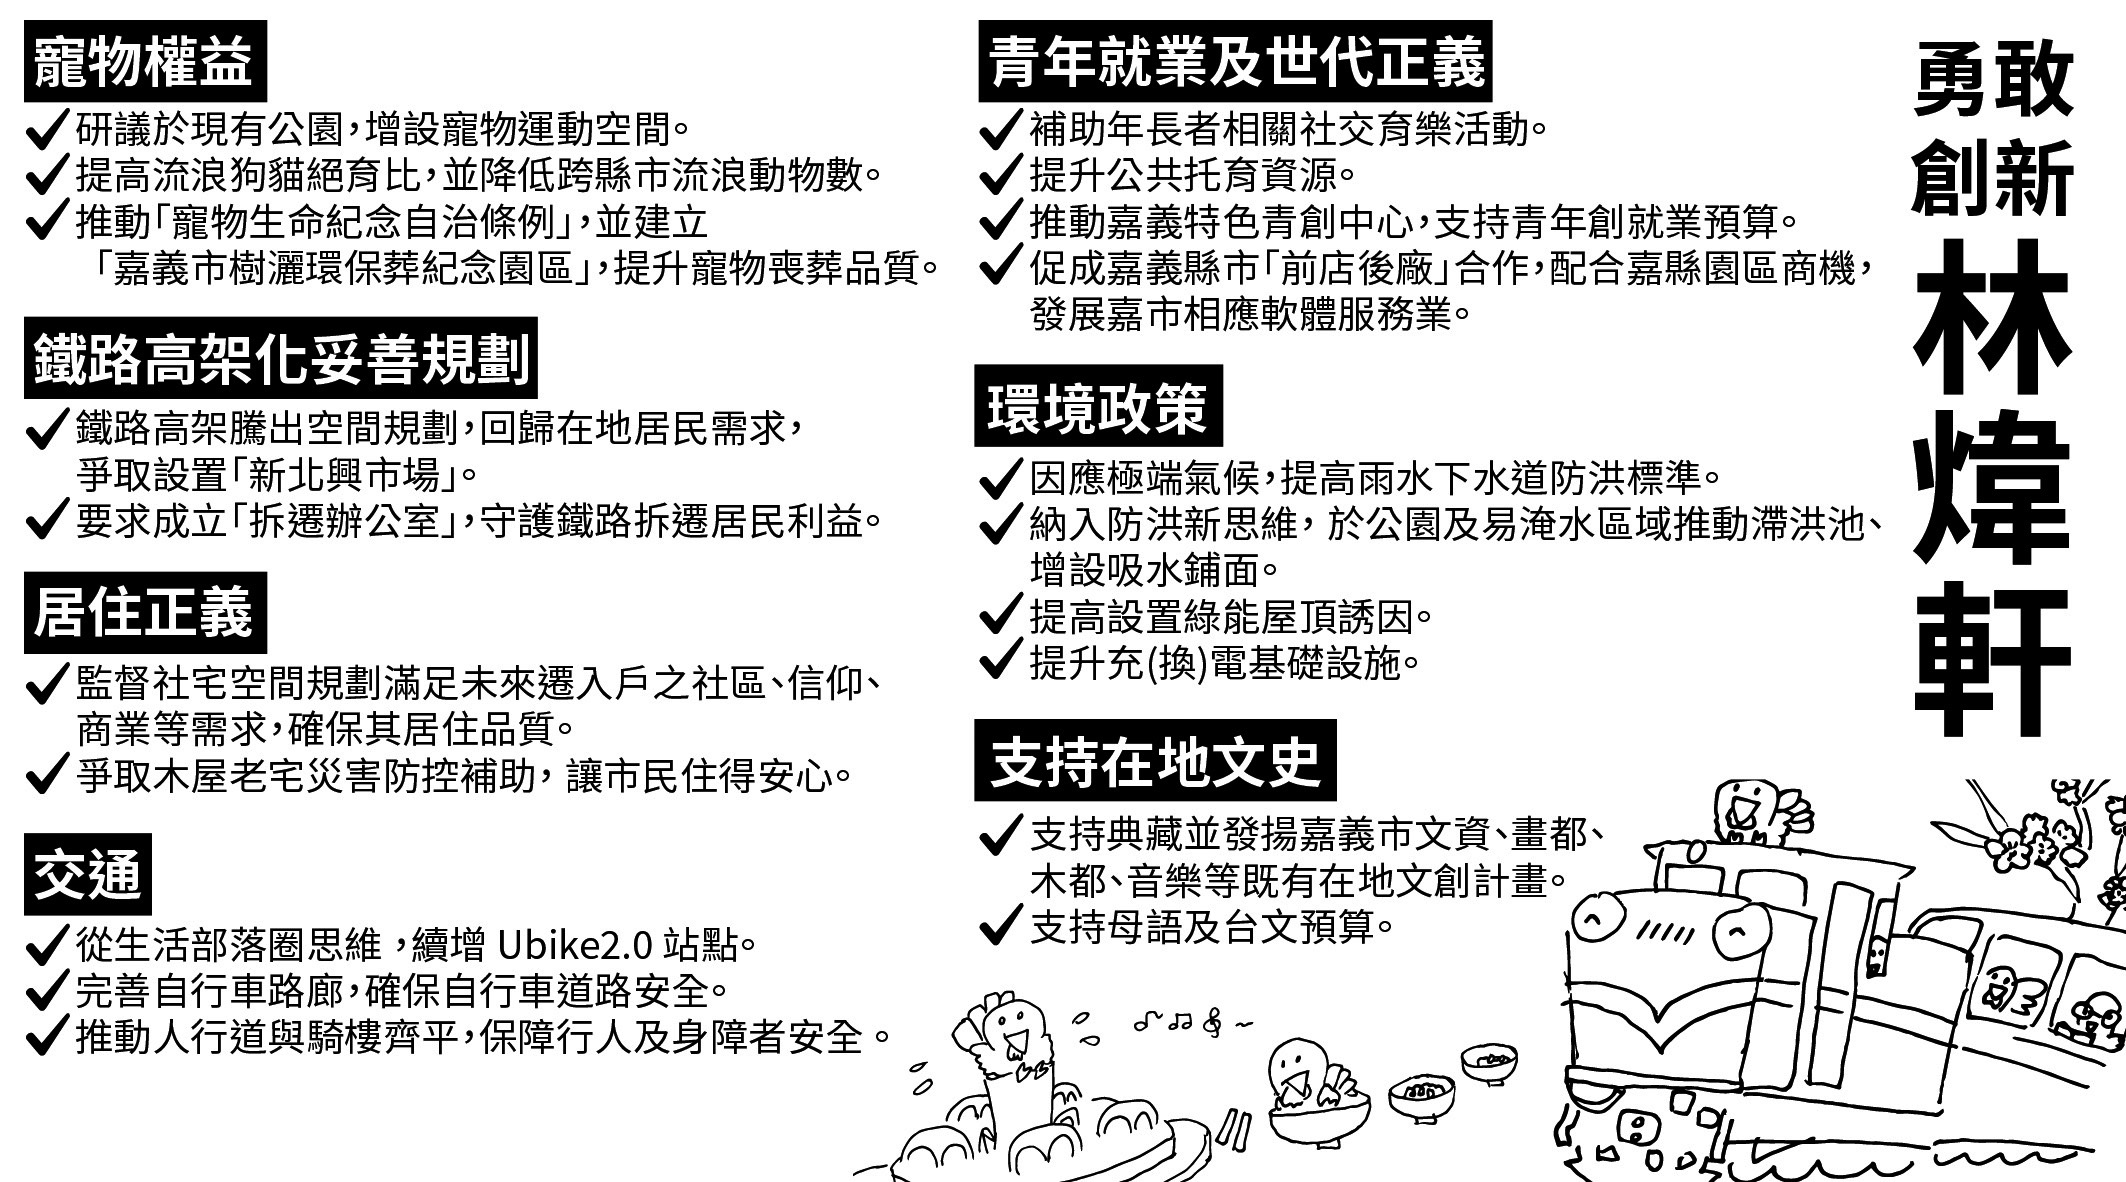 寵物權益
研議於現有公園，增設寵物運動空間。
提高流浪狗貓絕育比，並降低跨縣市流浪動物數。
推動「寵物生命紀念自治條例」，並建立
「嘉義市樹灑環保葬紀念園區」，提升寵物喪葬品質。
鐵路高架化妥善規劃
鐵路高架騰出空間規劃，回歸在地居民需求，
爭取設置「新北興市場」。
要求成立「拆遷辦公室」，守護鐵路拆遷居民利益。
居住正義
監督社宅空間規劃滿足未來遷入戶之社區、信仰、
商業等需求，確保其居住品質。
爭取木屋老宅災害防控補助，讓市民住得安心。
交通
從生活部落圈思維，續增 Ubike2.0 站點。
完善自行車路廊，確保自行車道路安全。
推動人行道與騎樓齊平，保障行人及身障者安全。
青年就業及世代正義
補助年長者相關社交育樂活動。
提升公共托育資源。
推動嘉義特色青創中心，支持青年創就業預算。
促成嘉義縣市「前店後廠」合作，配合嘉縣園區商機，
發展嘉市相應軟體服務業。
環境政策
因應極端氣候，提高雨水下水道防洪標準。
納入防洪新思維，於公園及易淹水區域推動滯洪池、
增設吸水鋪面。
提高設置綠能屋頂誘因。
提升充(換)電基礎設施。
支持在地文史
支持典藏並發揚嘉義市文資、畫都、
木都、音樂等既有在地文創計畫。
支持母語及台文預算。
勇敢
創新
林
煒
軒